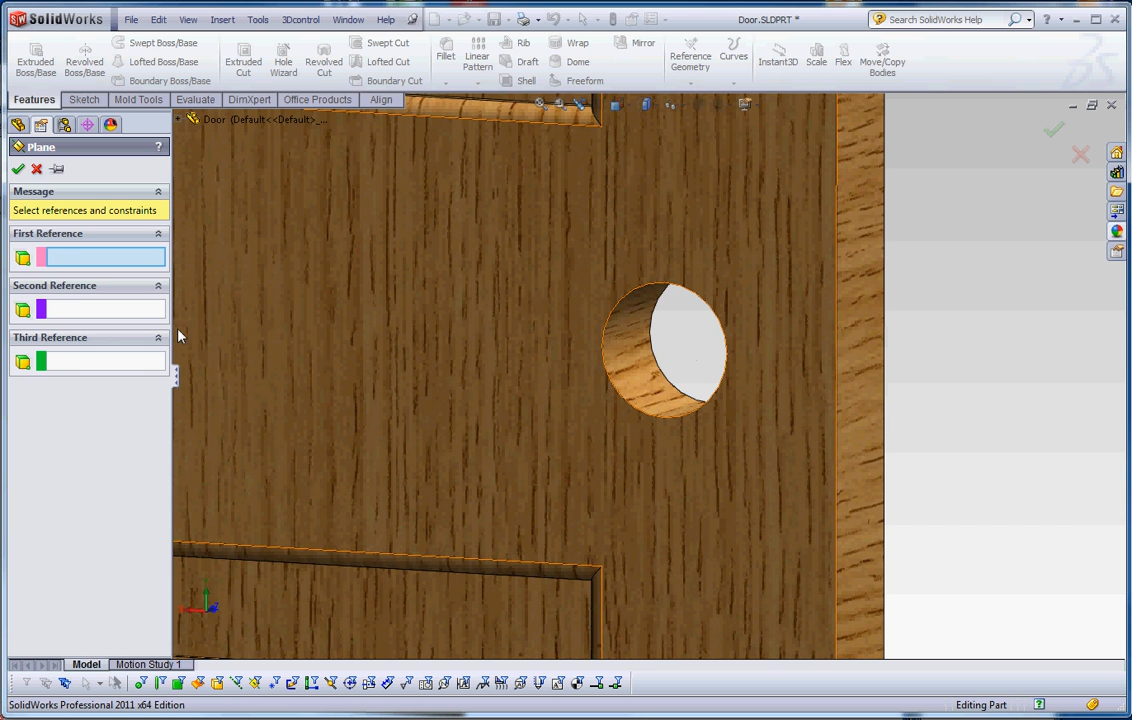 SolidWorks File Edit View Insert Tools 3Dcontrol Window Help Door.SLDPRT * Search SolidWorks Help
Extruded Boss/Base
Revolved Boss/Base
Swept Boss/Base
Lofted Boss/Base
Boundary Boss/Base
Extruded Cut
Hole Wizard
Revolved Cut
Swept Cut
Lofted Cut
Boundary Cut
Fillet
Linear Pattern
Rib
Draft
Shell
Wrap
Dome
Freeform
Mirror
Reference Geometry
Curves
Instant3D
Scale
Flex
Move/Copy Bodies
Features Sketch Mold Tools Evaluate DimXpert Office Products Align
Door (Default<<Default>_...
Plane ?
Message
Select references and constraints
First Reference
Second Reference
Third Reference
Model Motion Study 1
SolidWorks Professional 2011 x64 Edition Editing Part